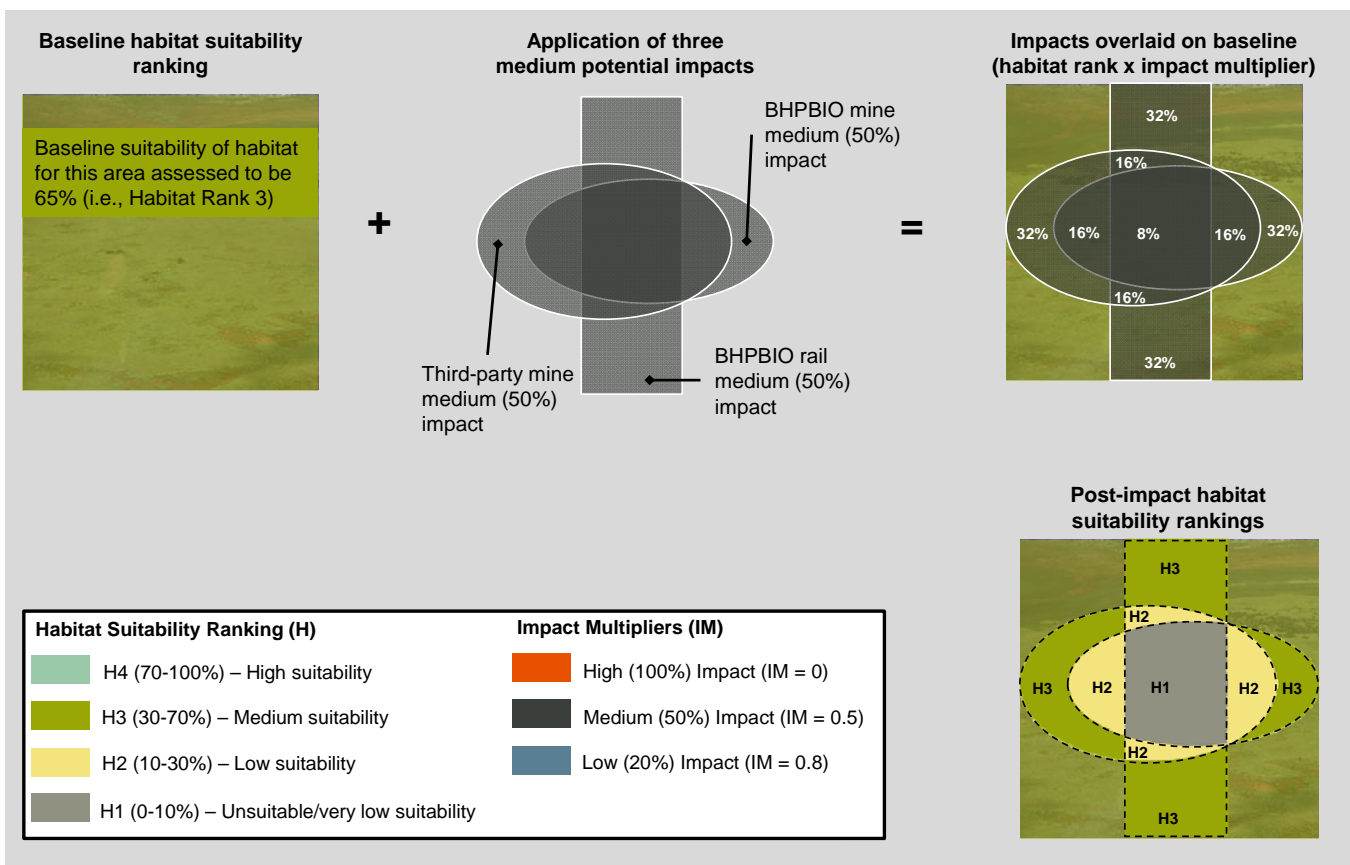 Baseline habitat suitability
ranking
Baseline suitability of habitat
for this area assessed to be
65% (i.e., Habitat Rank 3)
+
Application of three
medium potential impacts
BHPBIO mine
medium (50%)
impact
Third-party mine
medium (50%)
impact
BHPBIO rail
medium (50%)
impact
=
Impacts overlaid on baseline
(habitat rank x impact multiplier)
32%
16%
32%
16%
8%
16%
32%
16%
32%
Post-impact habitat
suitability rankings
H3
H2
H3
H2
H1
H2
H3
H2
H3
Habitat Suitability Ranking (H)
H4 (70-100%) – High suitability
H3 (30-70%) – Medium suitability
H2 (10-30%) – Low suitability
H1 (0-10%) – Unsuitable/very low suitability
Impact Multipliers (IM)
High (100%) Impact (IM = 0)
Medium (50%) Impact (IM = 0.5)
Low (20%) Impact (IM = 0.8)